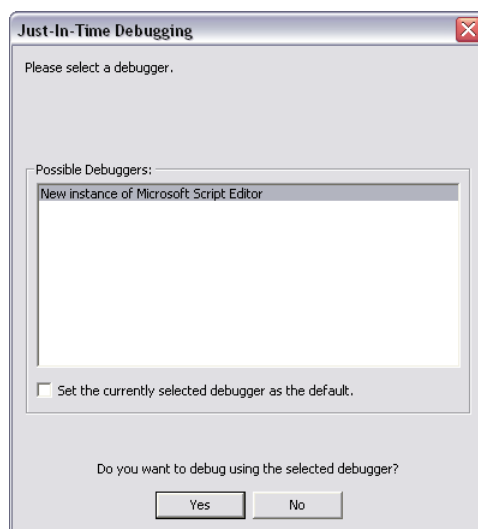 Just-In-Time Debugging
Please select a debugger.
Possible Debuggers:
New instance of Microsoft Script Editor
Set the currently selected debugger as the default.
Do you want to debug using the selected debugger?
Yes
No